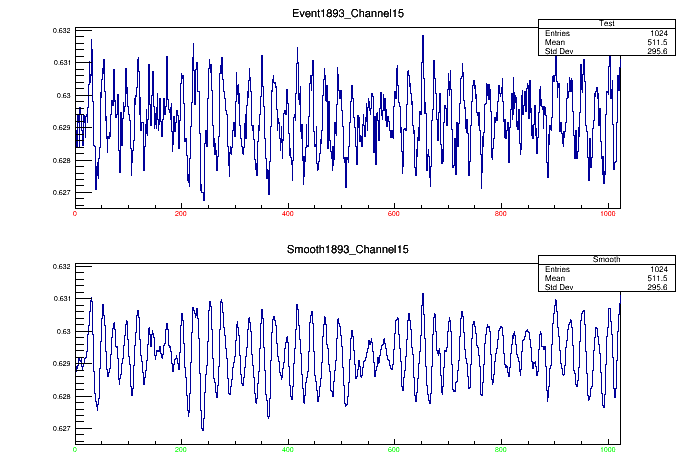 Event1893_Channel15
Test
Entries 1024
Mean 511.5
Std Dev 295.6
0.632
0.631
0.63
0.629
0.628
0.627
0 200 400 600 800 1000
Smooth1893_Channel15
Smooth
Entries 1024
Mean 511.5
Std Dev 295.6
0.632
0.631
0.63
0.629
0.628
0.627
0 200 400 600 800 1000